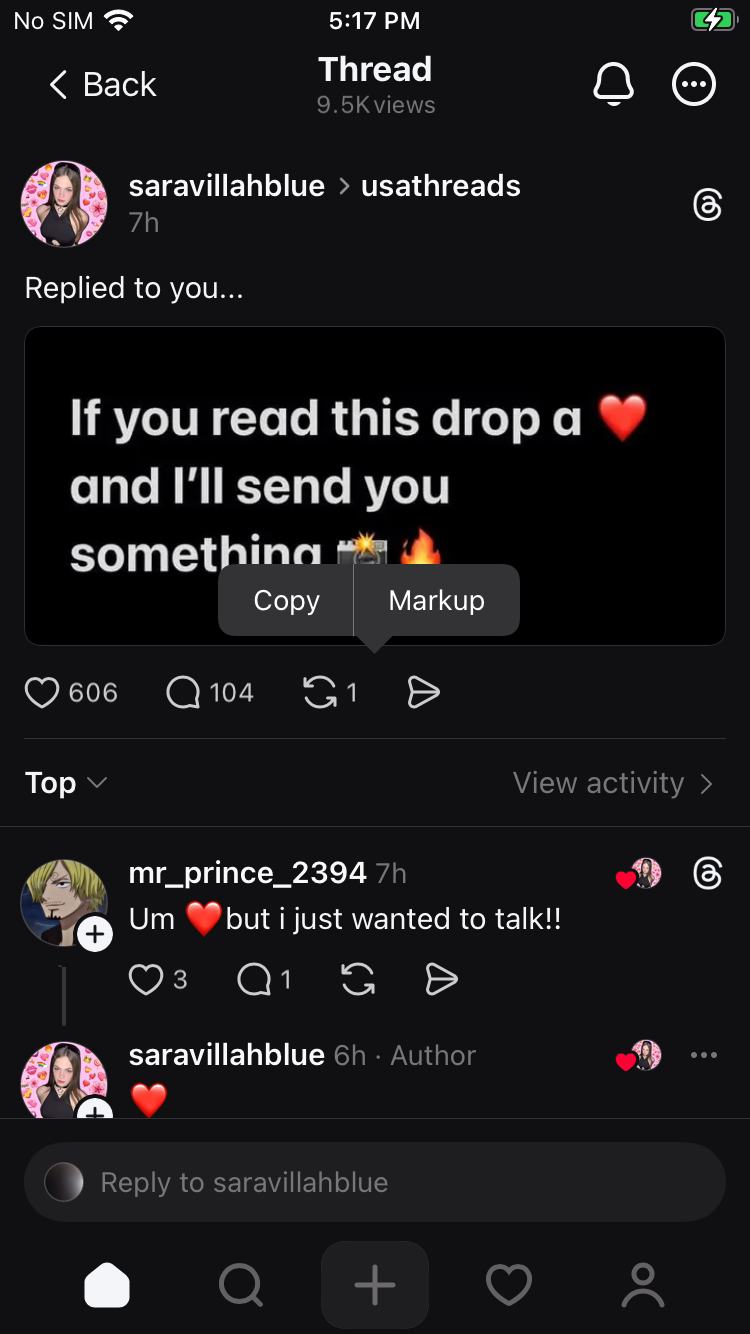 No SIM 5:17 PM
Back Thread
9.5K views
saravillahblue > usathreads
7h
Replied to you...
If you read this drop a ❤️
and I'll send you
something 📸 🔥
Copy Markup
606 104 1
Top View activity >
mr_prince_2394 7h
Um ❤️but i just wanted to talk!!
3 1
saravillahblue 6h · Author
❤️
Reply to saravillahblue